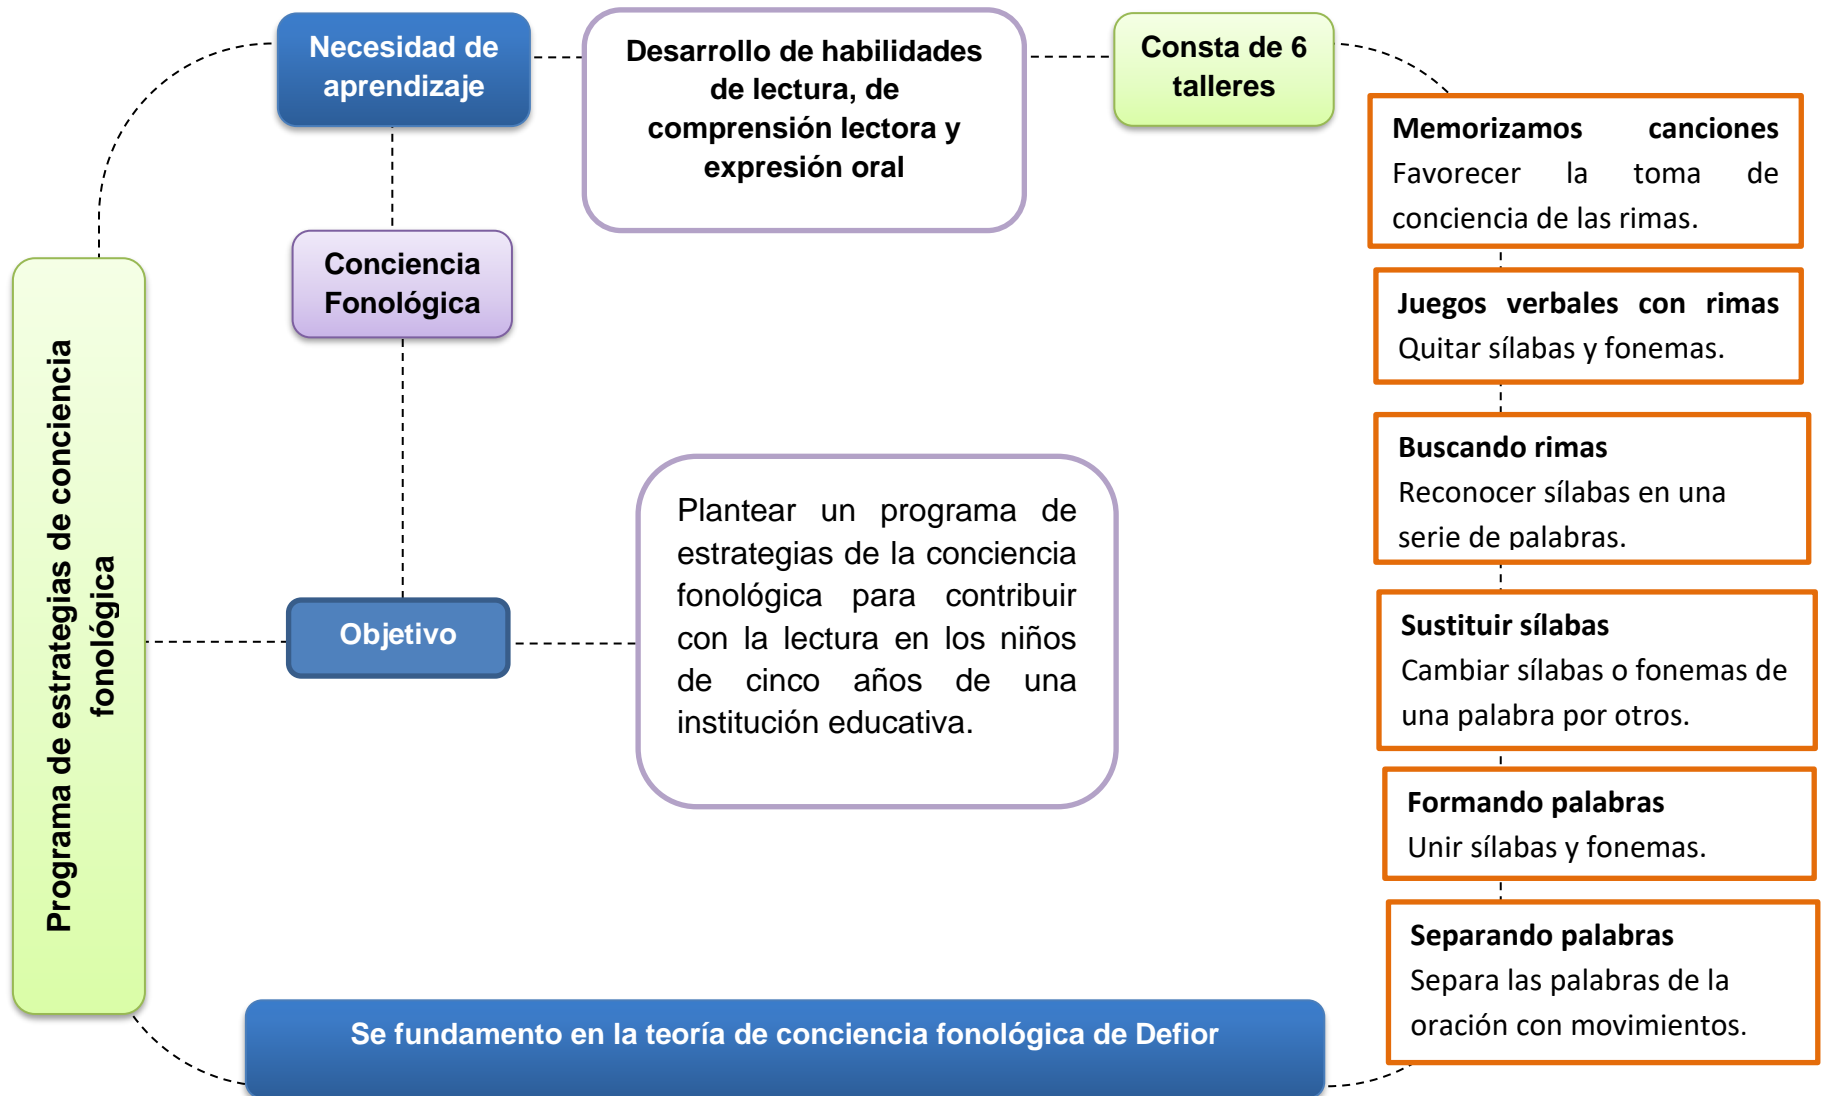 Programa de estrategias de conciencia
fonológica
Necesidad de
aprendizaje
Desarrollo de habilidades
de lectura, de
comprensión lectora y
expresión oral
Consta de 6
talleres
Conciencia
Fonológica
Objetivo
Plantear un programa de
estrategias de la conciencia
fonológica para contribuir
con la lectura en los niños
de cinco años de una
institución educativa.
Memorizamos canciones
Favorecer la toma de
conciencia de las rimas.
Juegos verbales con rimas
Quitar sílabas y fonemas.
Buscando rimas
Reconocer sílabas en una
serie de palabras.
Sustituir sílabas
Cambiar sílabas o fonemas de
una palabra por otros.
Formando palabras
Unir sílabas y fonemas.
Separando palabras
Separa las palabras de la
oración con movimientos.
Se fundamento en la teoría de conciencia fonológica de Defior